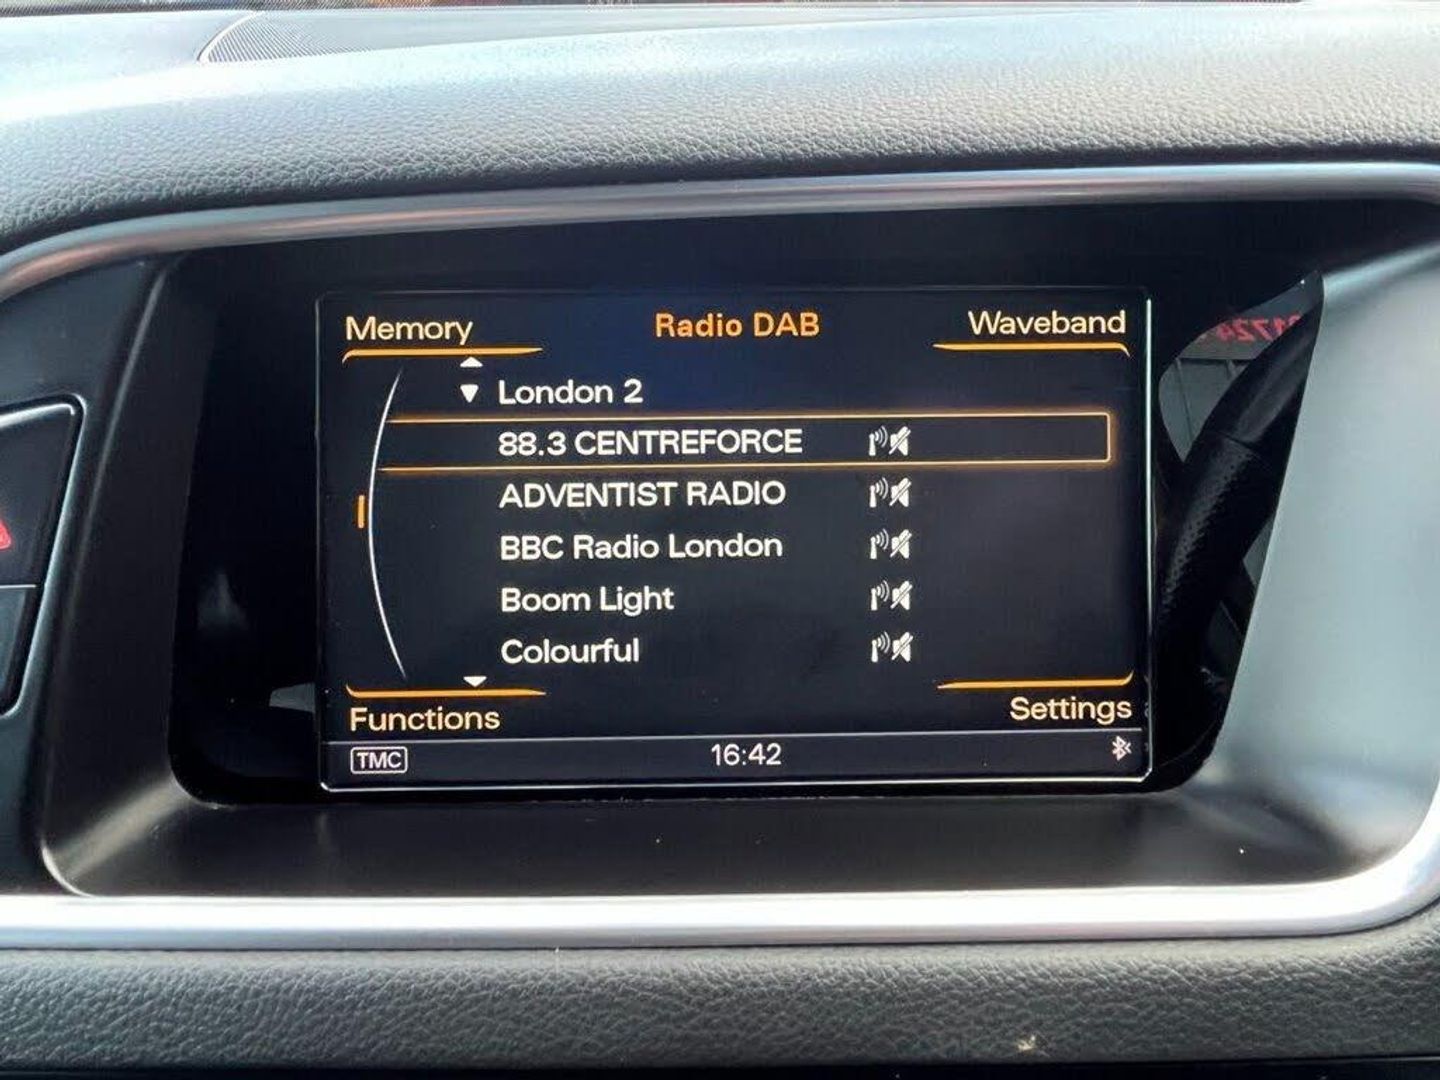 Memory
Radio DAB
Waveband
London 2
88.3 CENTREFORCE
ADVENTIST RADIO
BBC Radio London
Boom Light
Colourful
Functions
Settings
TMC
16:42